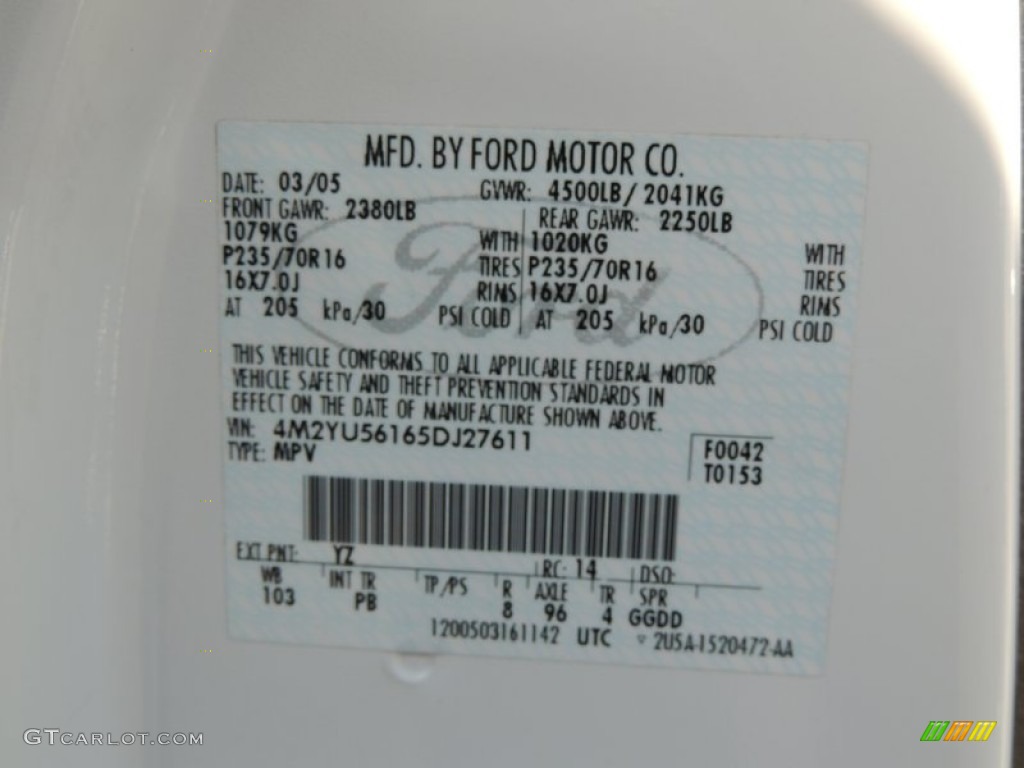 MFD. BY FORD MOTOR CO.
DATE: 03/05 GVWR: 4500LB/ 2041KG
FRONT GAWR: 2380LB REAR GAWR: 2250LB
1079KG WITH 1020KG WITH
P235/70R16 TIRES P235/70R16 TIRES
16X7.0J RIMS 16X7.0J RIMS
AT 205 kPa/30 PSI COLD AT 205 kPa/30 PSI COLD
Ford
THIS VEHICLE CONFORMS TO ALL APPLICABLE FEDERAL MOTOR
VEHICLE SAFETY AND THEFT PREVENTION STANDARDS IN
EFFECT ON THE DATE OF MANUFACTURE SHOWN ABOVE.
VIN: 4M2YU56165DJ27611 F0042
TYPE: MPV T0153
EXT PNT: YZ RC: 14 DSO:
WB INT TR TP/PS R AXLE TR SPR
103 PB 8 96 4 GGDD
1200503161142 UTC 2U5A-1520472-AA
GTCARLOT.COM